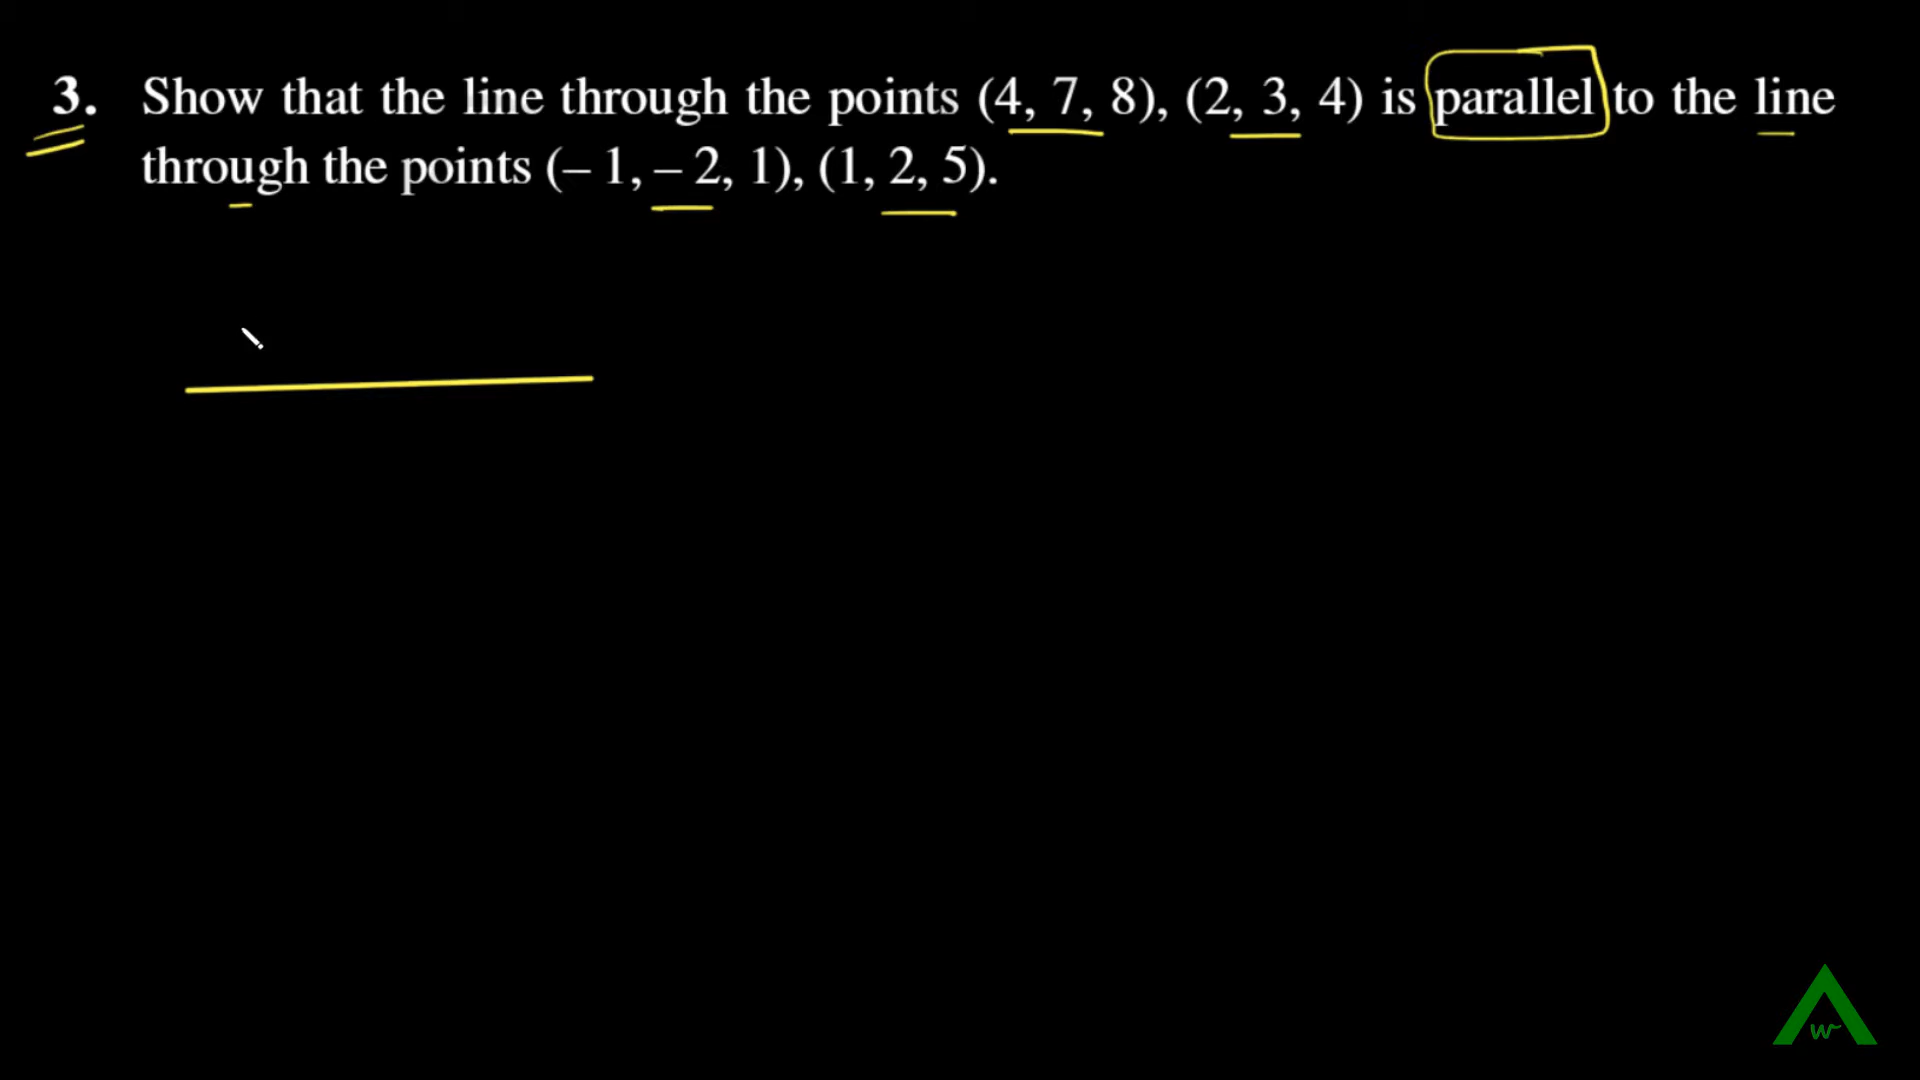 3. Show that the line through the points (4, 7, 8), (2, 3, 4) is parallel to the line
through the points (– 1, – 2, 1), (1, 2, 5).
w